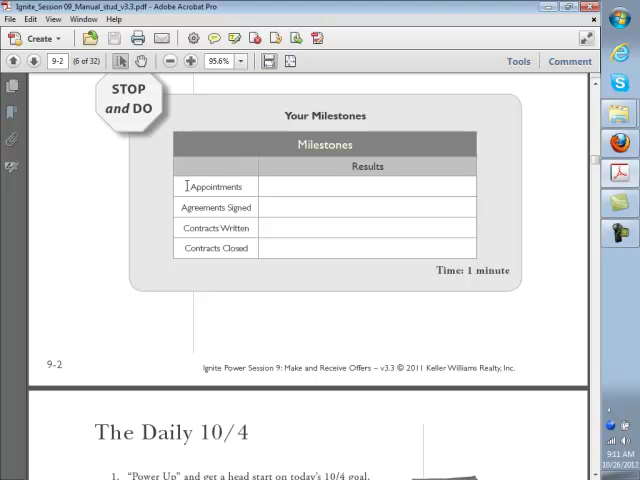 Ignite_Session 09_Manual_stud_v3.3.pdf - Adobe Acrobat Pro
File Edit View Window Help
Create
9-2 (6 of 32) 95.6% Tools Comment
STOP
and DO
Your Milestones
Milestones
Results
Appointments
Agreements Signed
Contracts Written
Contracts Closed
Time: 1 minute
9-2
Ignite Power Session 9: Make and Receive Offers – v3.3 © 2011 Keller Williams Realty, Inc.
The Daily 10/4
1. “Power Up” and get a head start on today's 10/4 goal.
9:11 AM
10/26/2012